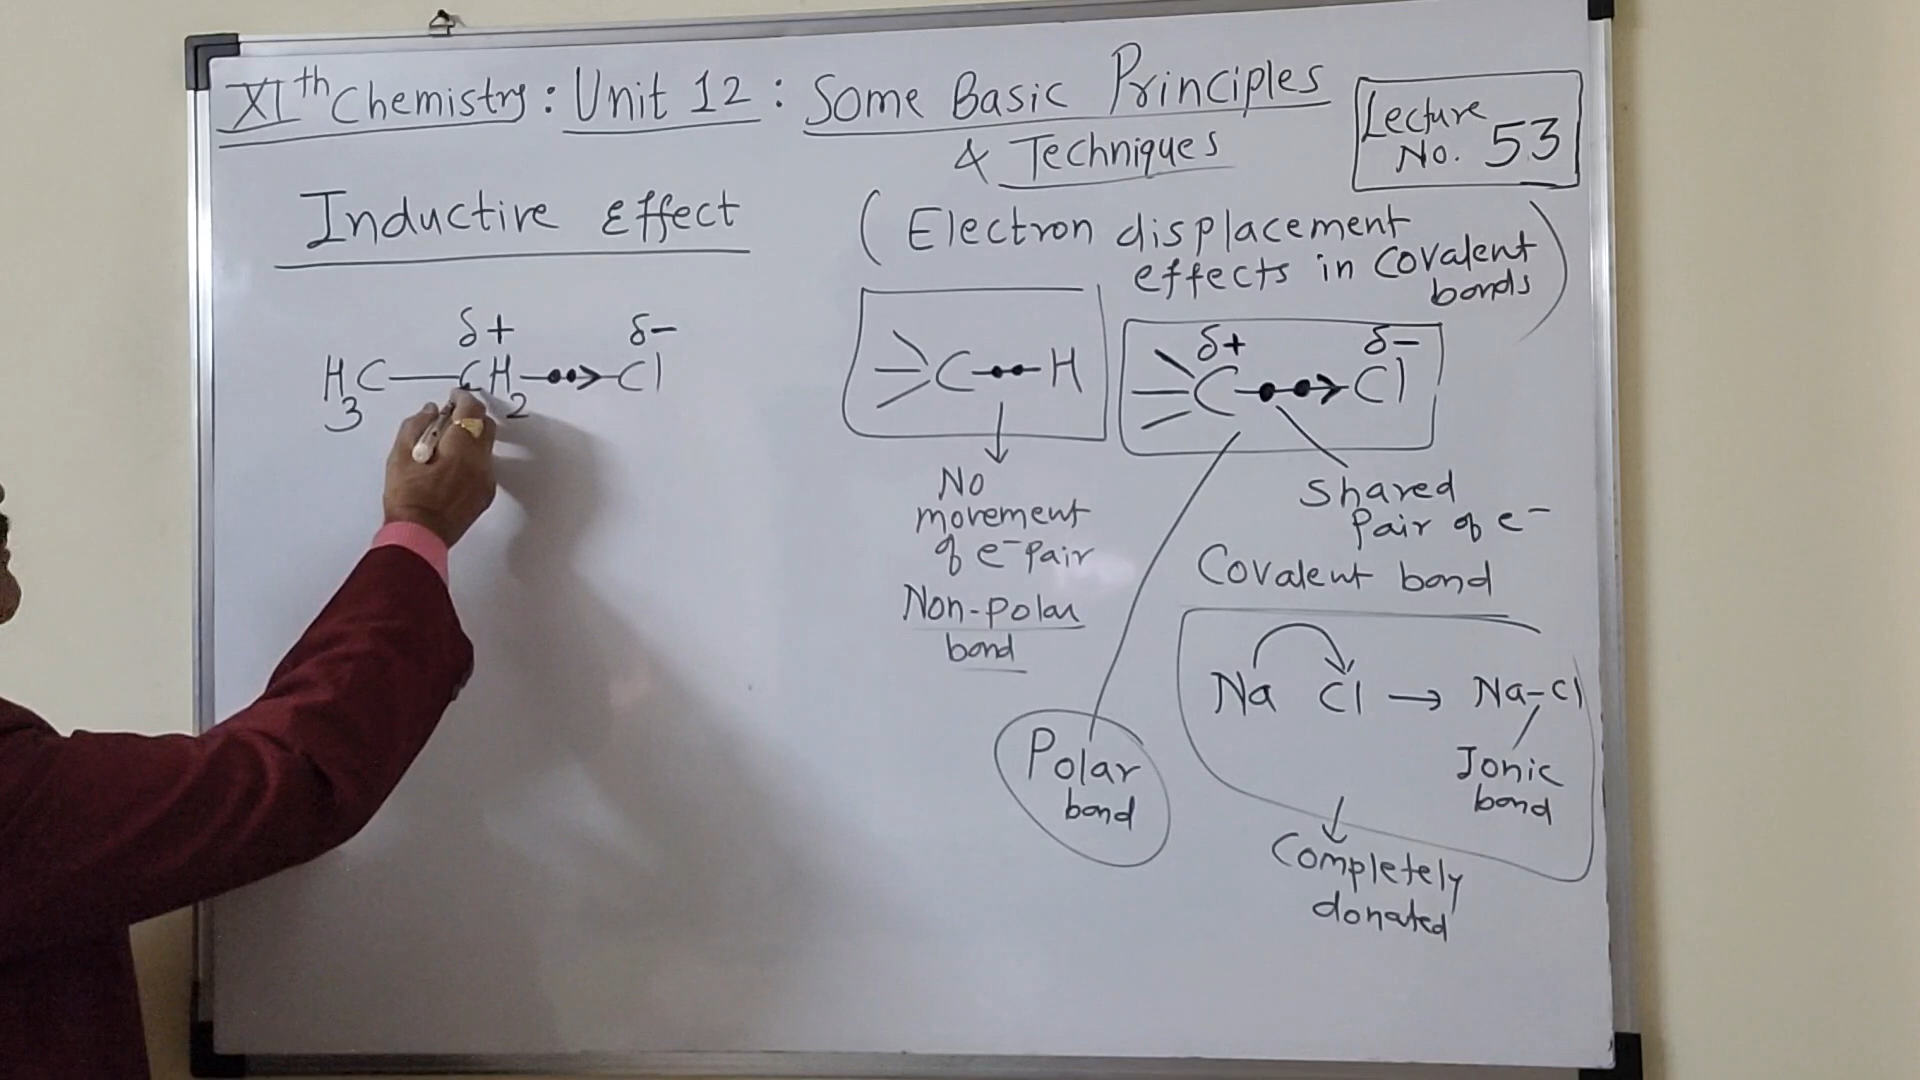 XIth Chemistry: Unit 12: Some Basic Principles
& Techniques
Lecture
No. 53
Inductive Effect
(Electron displacement
effects in Covalent
bonds)
δ+ δ-
H3C—CH2—••>—Cl
C—••—H
No
movement
of e- pair
Non-polar
bond
δ+ δ-
C—•—•>Cl
Shared
Pair of e-
Covalent bond
Polar
bond
Na Cl → Na-Cl
Ionic
bond
Completely
donated